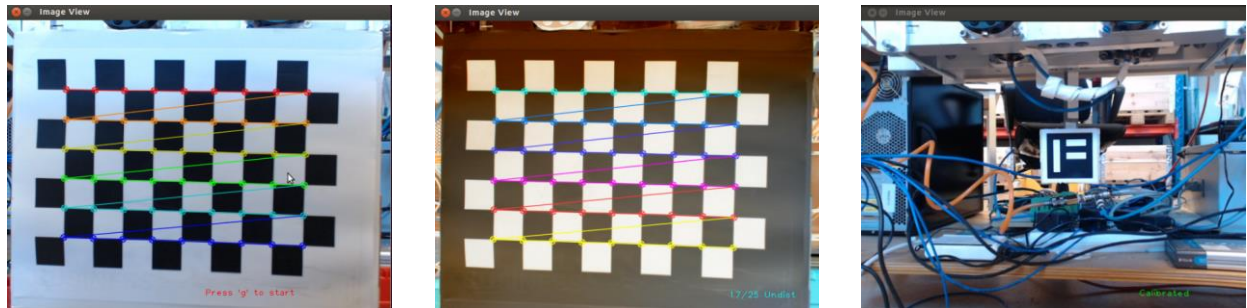 Image View
Press 'g' to start
Image View
17/25 Undist
Image View
Calibrated